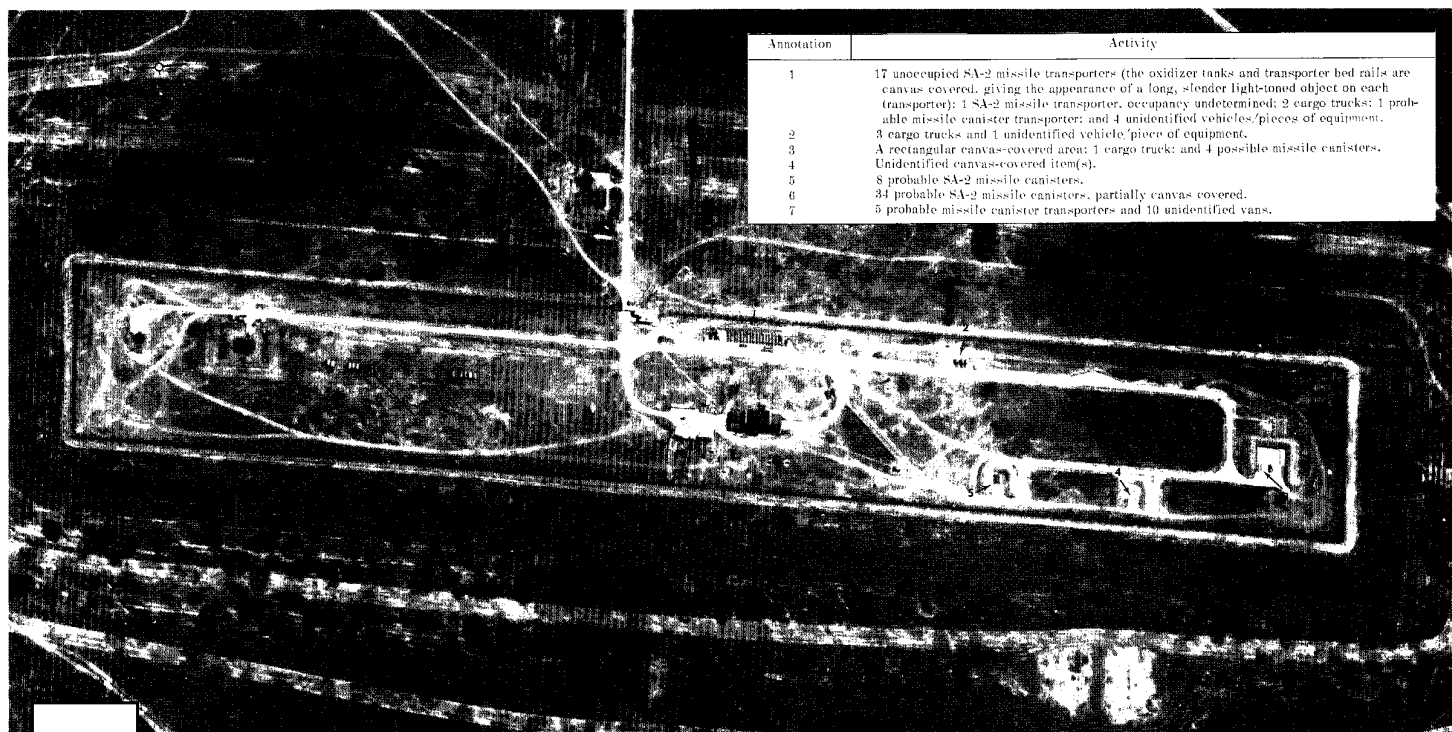 Annotation Activity
1 17 unoccupied SA-2 missile transporters (the oxidizer tanks and transporter bed rails are
canvas covered, giving the appearance of a long, slender light-toned object on each
transporter); 1 SA-2 missile transporter, occupancy undetermined; 2 cargo trucks; 1 prob-
able missile canister transporter; and 4 unidentified vehicles/pieces of equipment.
2 3 cargo trucks and 1 unidentified vehicle/piece of equipment.
3 A rectangular canvas-covered area; 1 cargo truck; and 4 possible missile canisters.
4 Unidentified canvas-covered item(s).
5 8 probable SA-2 missile canisters.
6 34 probable SA-2 missile canisters, partially canvas covered.
7 5 probable missile canister transporters and 10 unidentified vans.
1
2
4
5